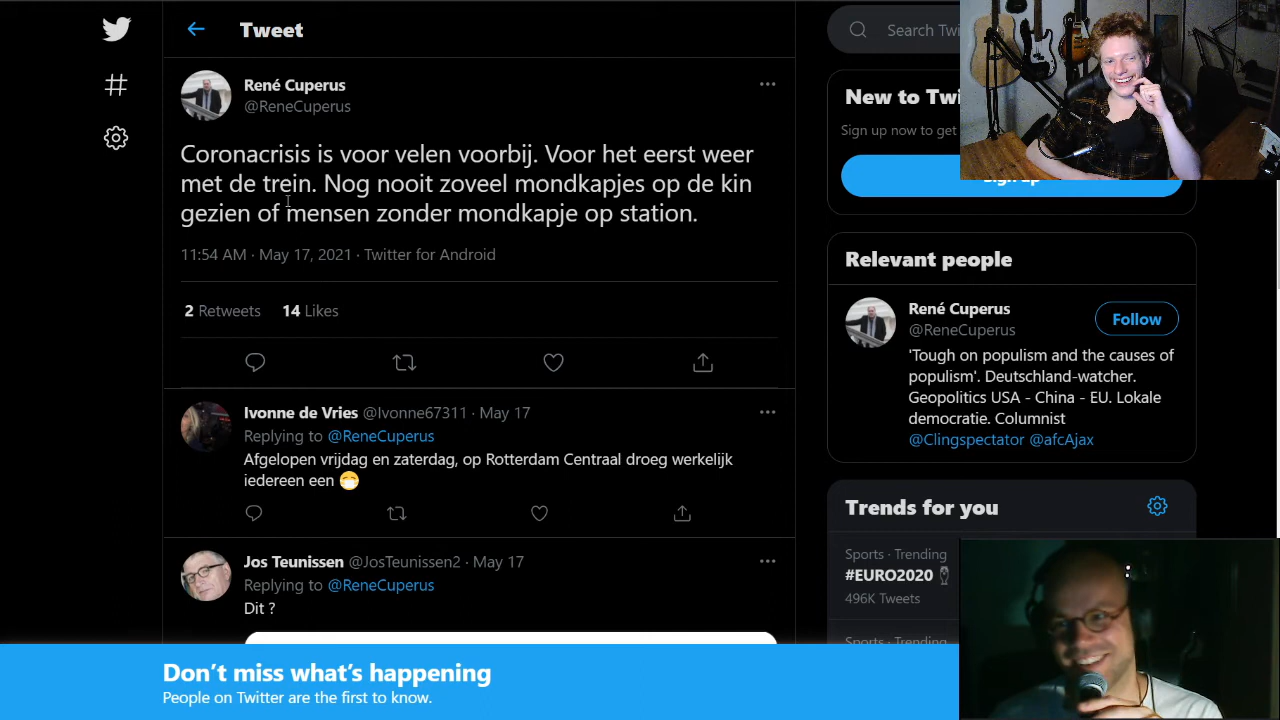 Tweet
René Cuperus
@ReneCuperus
Coronacrisis is voor velen voorbij. Voor het eerst weer
met de trein. Nog nooit zoveel mondkapjes op de kin
gezien of mensen zonder mondkapje op station.
11:54 AM · May 17, 2021 · Twitter for Android
2 Retweets 14 Likes
Ivonne de Vries @Ivonne67311 · May 17
Replying to @ReneCuperus
Afgelopen vrijdag en zaterdag, op Rotterdam Centraal droeg werkelijk
iedereen een 😷
Jos Teunissen @JosTeunissen2 · May 17
Replying to @ReneCuperus
Dit ?
Search
New to
Sign up now to get
Relevant people
René Cuperus
@ReneCuperus
Follow
'Tough on populism and the causes of
populism'. Deutschland-watcher.
Geopolitics USA - China - EU. Lokale
democratie. Columnist
@Clingspectator @afcAjax
Trends for you
Sports · Trending
#EURO2020
496K Tweets
Don't miss what's happening
People on Twitter are the first to know.